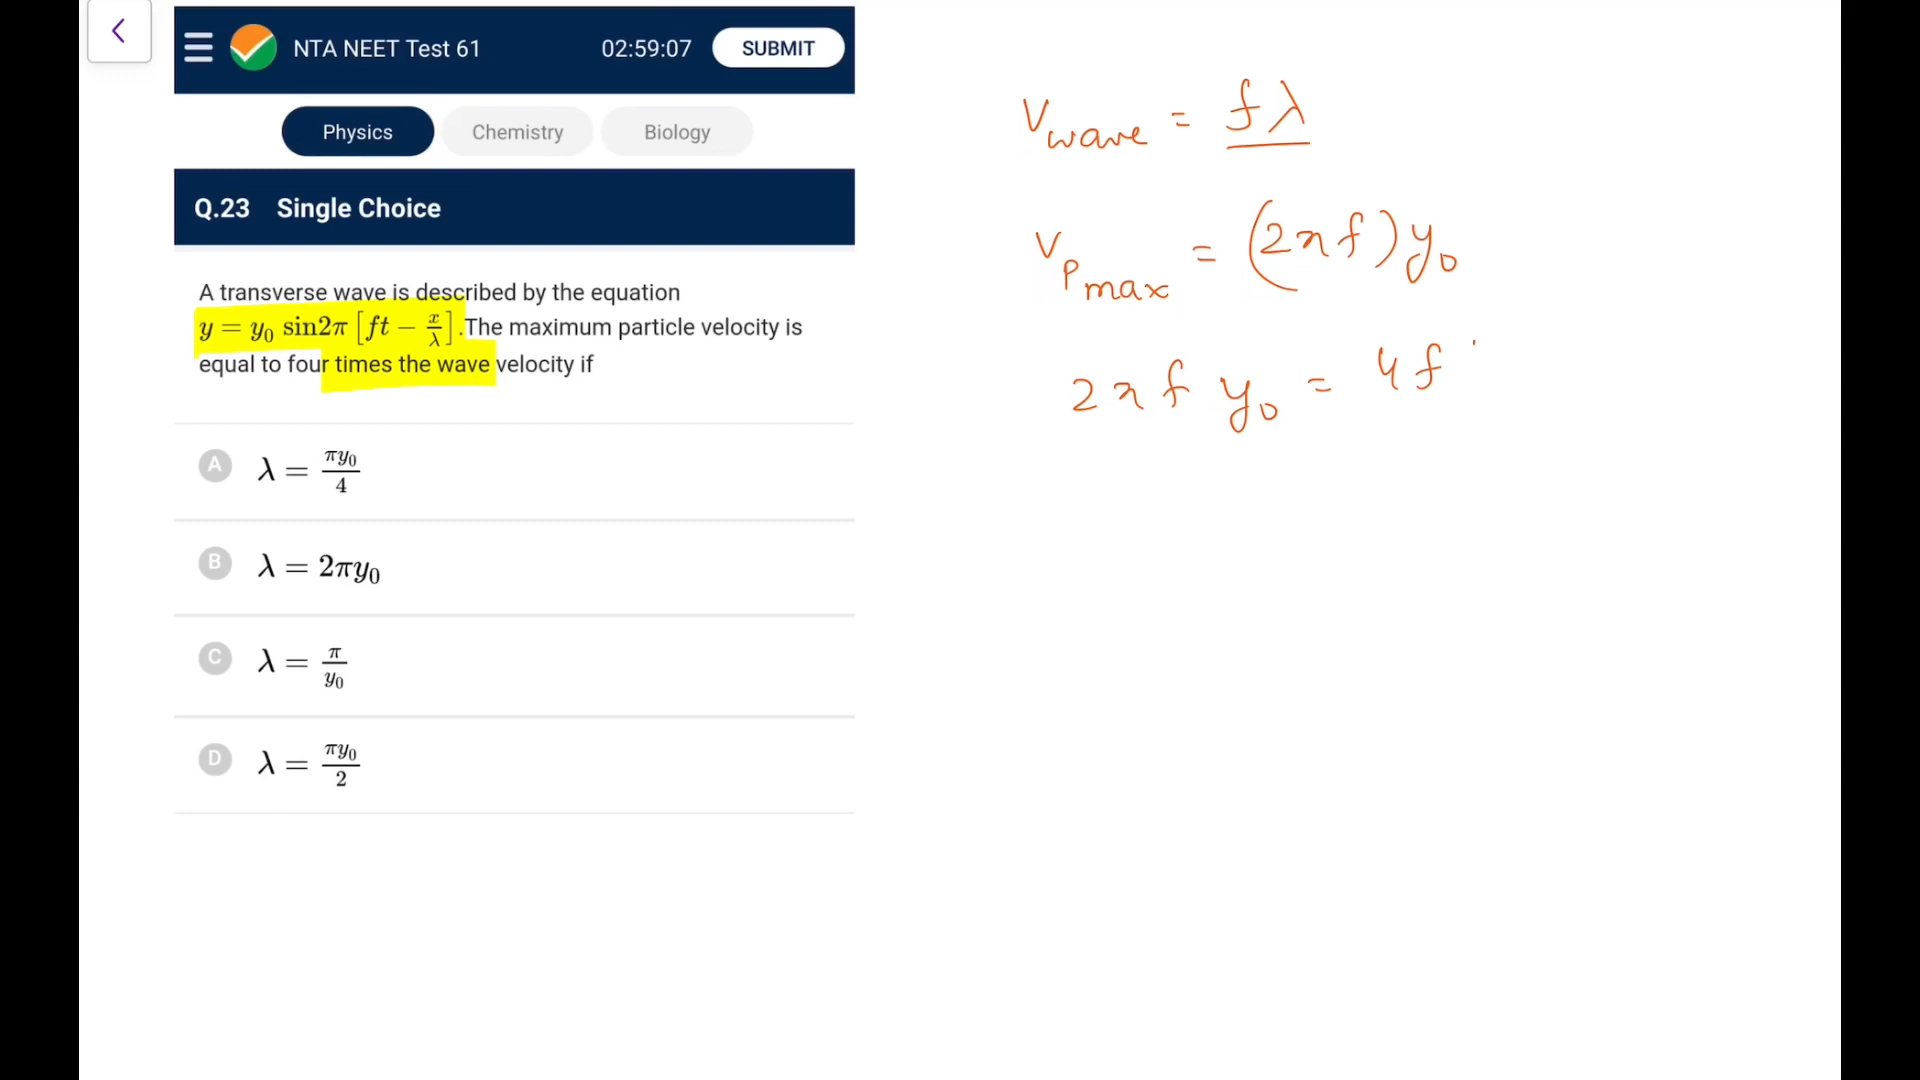 NTA NEET Test 61 02:59:07 SUBMIT
Physics Chemistry Biology
Q.23 Single Choice
A transverse wave is described by the equation
y = y₀ sin2π [ft − x/λ] .The maximum particle velocity is
equal to four times the wave velocity if
A λ = πy₀/4
B λ = 2πy₀
C λ = π/y₀
D λ = πy₀/2
V wave = fλ
V P max = (2πf) y₀
2πf y₀ = 4f